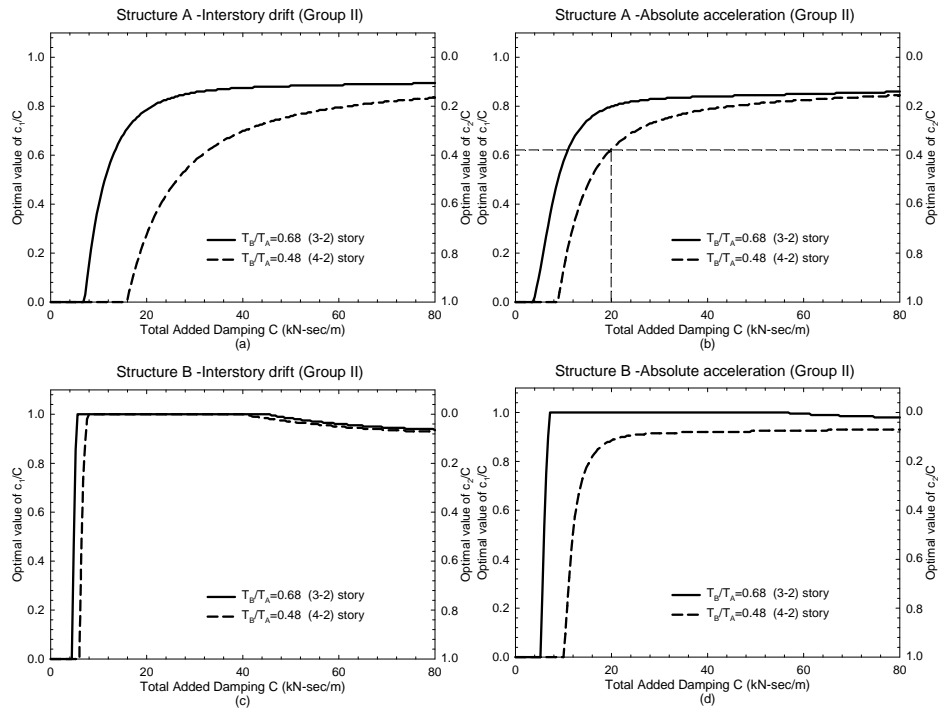 Structure A -Interstory drift (Group II)
Optimal value of c1/C
1.0
0.8
0.6
0.4
0.2
0.0
0.0
0.2
0.4
0.6
0.8
1.0
Optimal value of c2/C
TB/TA=0.68 (3-2) story
TB/TA=0.48 (4-2) story
0 20 40 60 80
Total Added Damping C (kN-sec/m)
(a)
Structure A -Absolute acceleration (Group II)
Optimal value of c1/C
1.0
0.8
0.6
0.4
0.2
0.0
0.0
0.2
0.4
0.6
0.8
1.0
Optimal value of c2/C
TB/TA=0.68 (3-2) story
TB/TA=0.48 (4-2) story
0 20 40 60 80
Total Added Damping C (kN-sec/m)
(b)
Structure B -Interstory drift (Group II)
Optimal value of c1/C
1.0
0.8
0.6
0.4
0.2
0.0
0.0
0.2
0.4
0.6
0.8
1.0
Optimal value of c2/C
TB/TA=0.68 (3-2) story
TB/TA=0.48 (4-2) story
0 20 40 60 80
Total Added Damping C (kN-sec/m)
(c)
Structure B -Absolute acceleration (Group II)
Optimal value of c1/C
1.0
0.8
0.6
0.4
0.2
0.0
0.0
0.2
0.4
0.6
0.8
1.0
Optimal value of c2/C
TB/TA=0.68 (3-2) story
TB/TA=0.48 (4-2) story
0 20 40 60 80
Total Added Damping C (kN-sec/m)
(d)